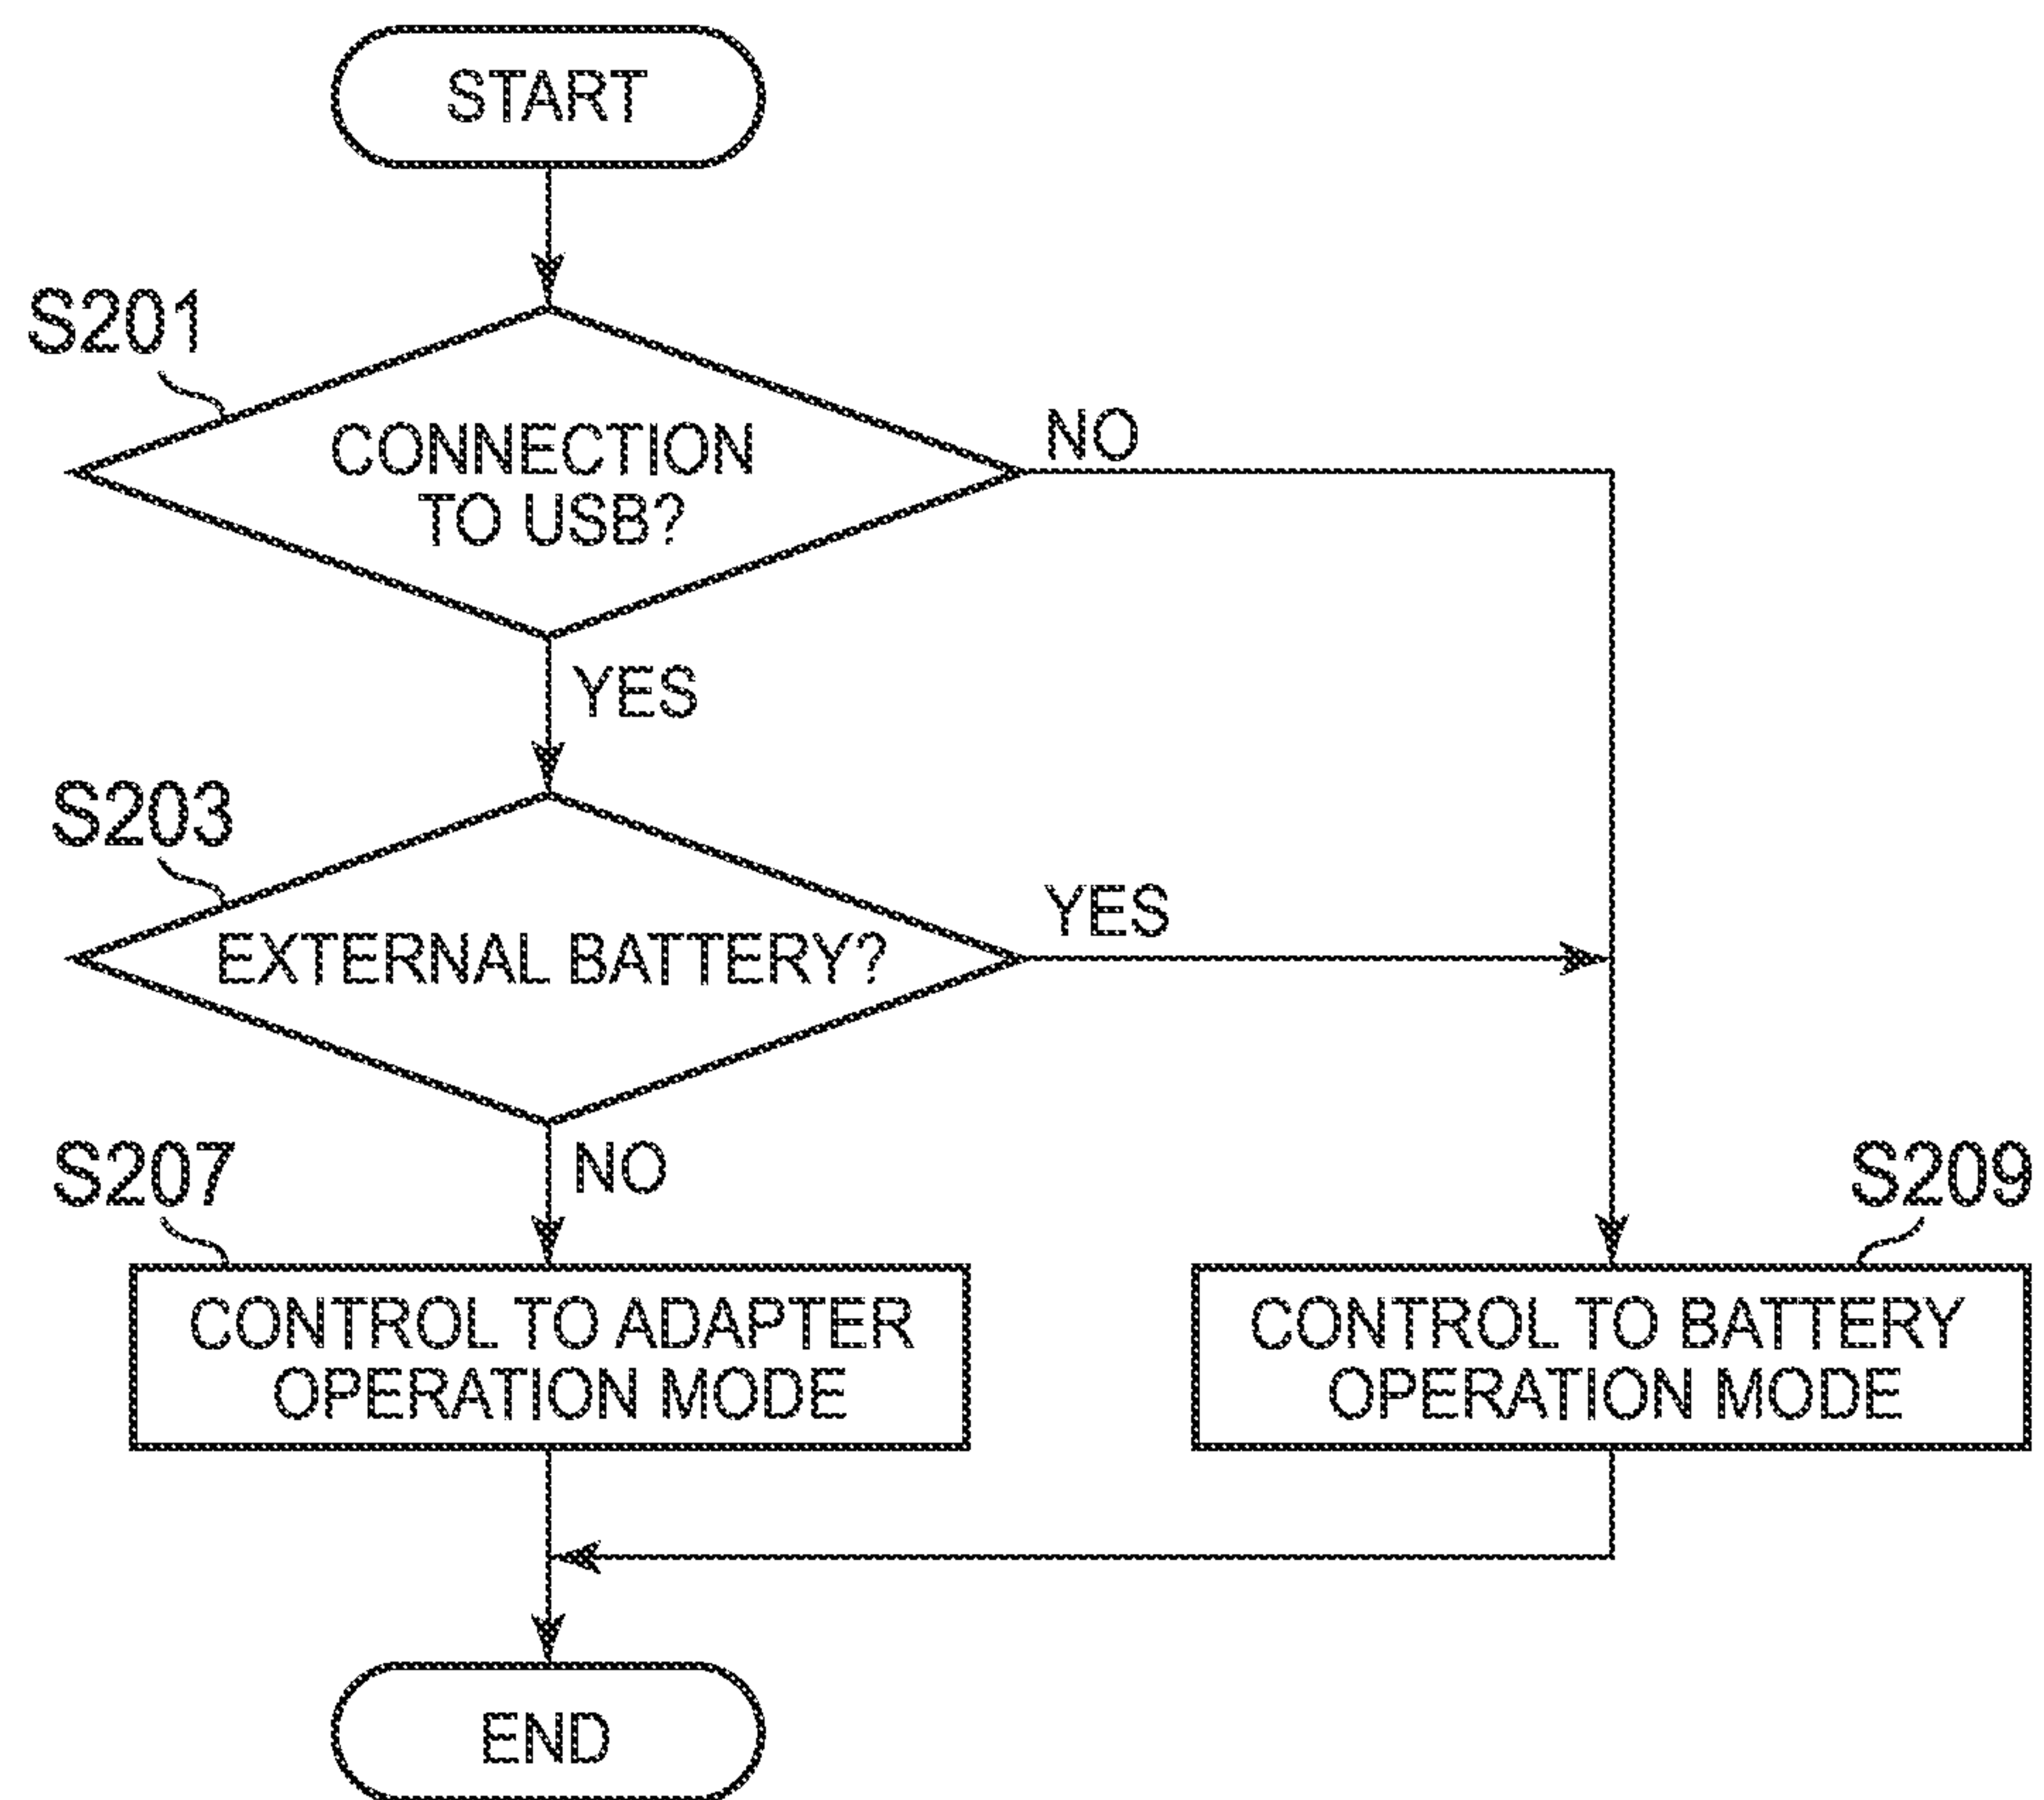 START
S201
CONNECTION
TO USB?
NO
YES
S203
EXTERNAL BATTERY?
YES
NO
S207
CONTROL TO ADAPTER
OPERATION MODE
S209
CONTROL TO BATTERY
OPERATION MODE
END